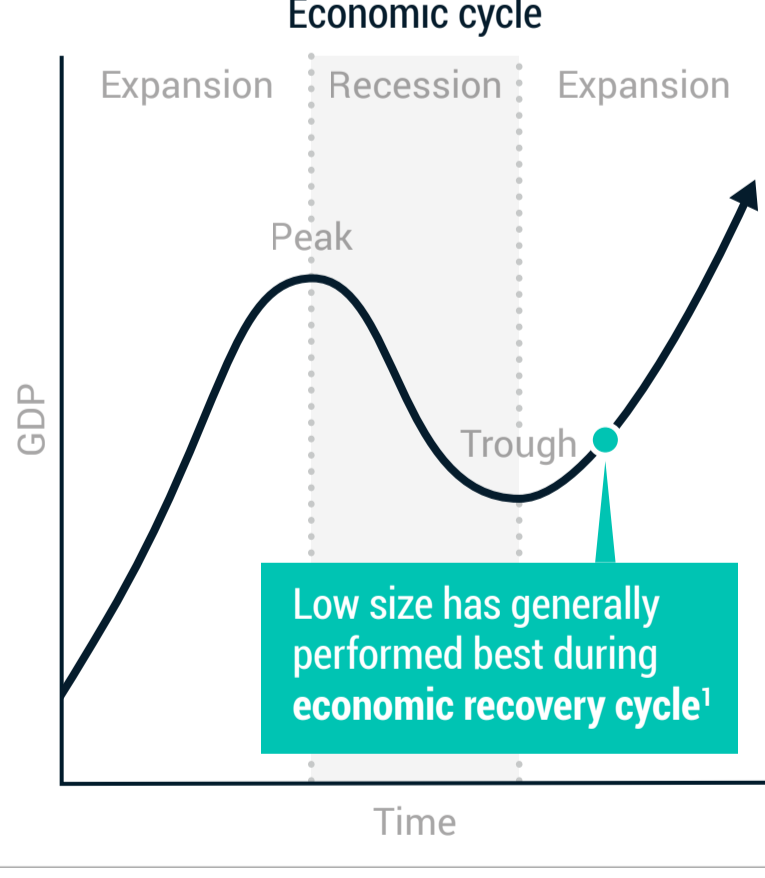 Economic cycle
Expansion
Recession
Expansion
Peak
GDP
Trough
Low size has generally
performed best during
economic recovery cycle¹
Time